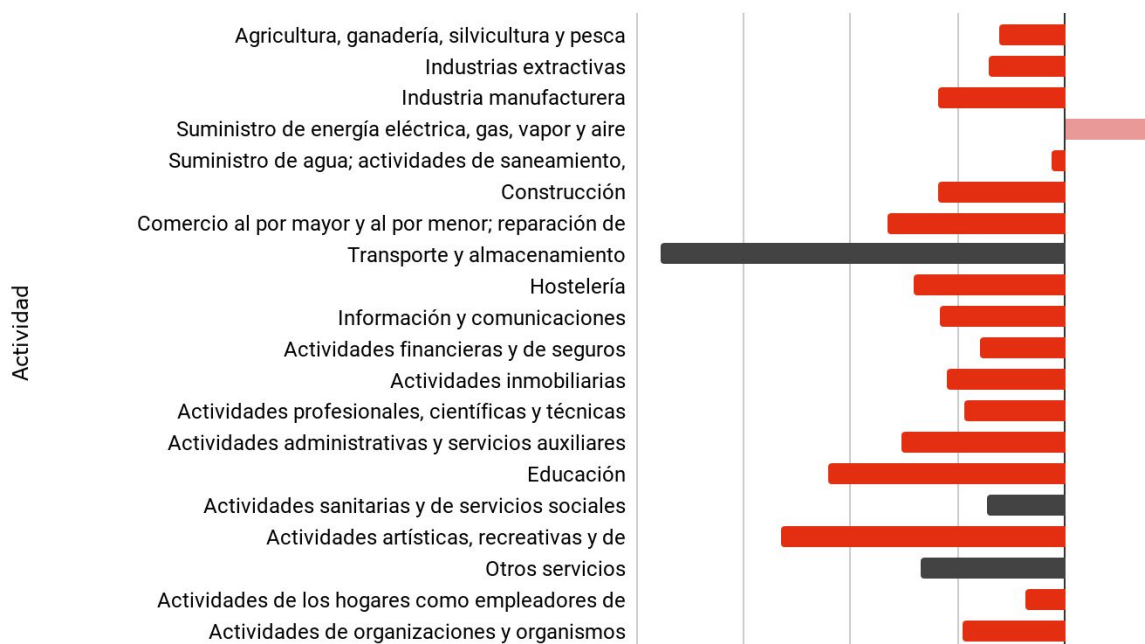 Actividad
Agricultura, ganadería, silvicultura y pesca
Industrias extractivas
Industria manufacturera
Suministro de energía eléctrica, gas, vapor y aire
Suministro de agua; actividades de saneamiento,
Construcción
Comercio al por mayor y al por menor; reparación de
Transporte y almacenamiento
Hostelería
Información y comunicaciones
Actividades financieras y de seguros
Actividades inmobiliarias
Actividades profesionales, científicas y técnicas
Actividades administrativas y servicios auxiliares
Educación
Actividades sanitarias y de servicios sociales
Actividades artísticas, recreativas y de
Otros servicios
Actividades de los hogares como empleadores de
Actividades de organizaciones y organismos